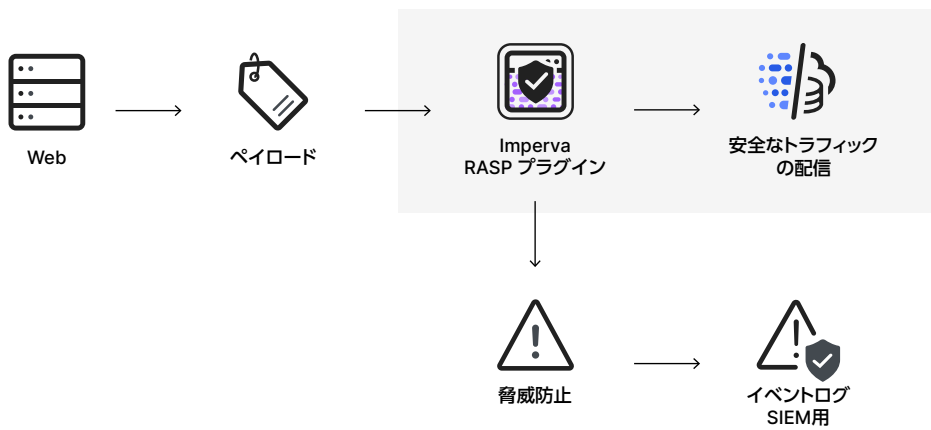 Web
ペイロード
Imperva
RASP プラグイン
安全なトラフィック
の配信
脅威防止
イベントログ
SIEM用